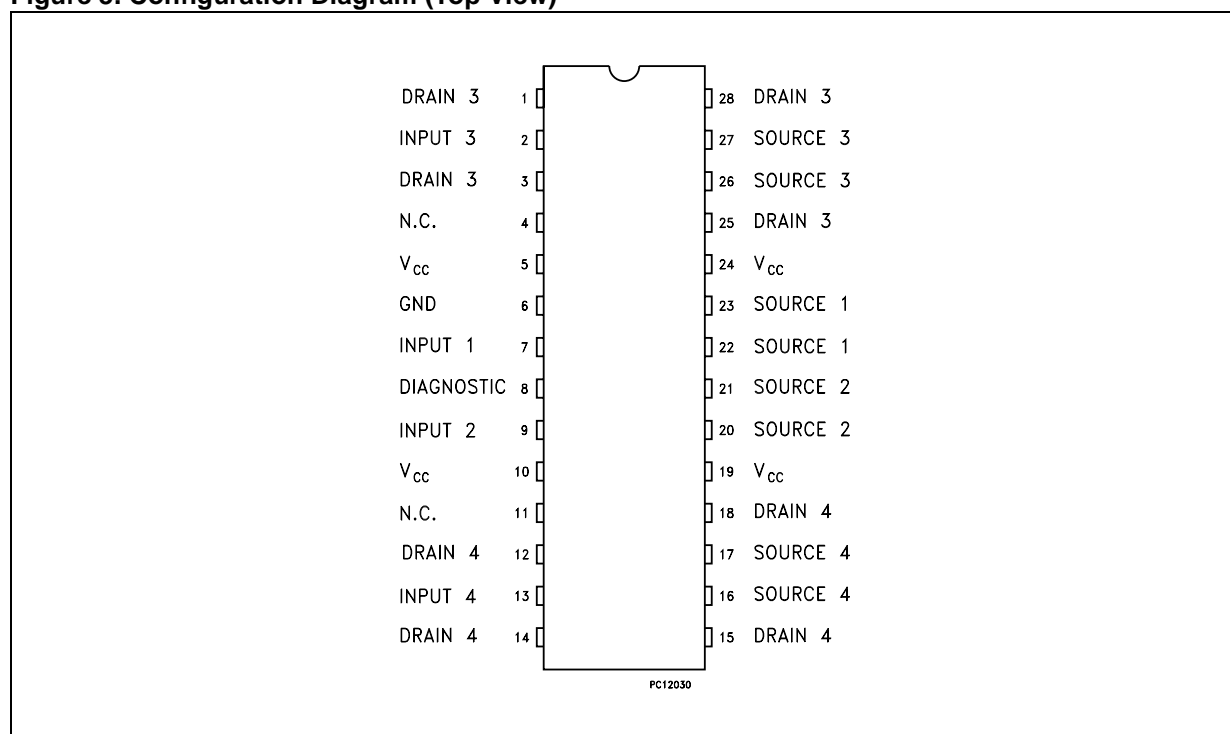 Figure 3. Configuration Diagram (Top View)
DRAIN 3 1 28 DRAIN 3
INPUT 3 2 27 SOURCE 3
DRAIN 3 3 26 SOURCE 3
N.C. 4 25 DRAIN 3
VCC 5 24 VCC
GND 6 23 SOURCE 1
INPUT 1 7 22 SOURCE 1
DIAGNOSTIC 8 21 SOURCE 2
INPUT 2 9 20 SOURCE 2
VCC 10 19 VCC
N.C. 11 18 DRAIN 4
DRAIN 4 12 17 SOURCE 4
INPUT 4 13 16 SOURCE 4
DRAIN 4 14 15 DRAIN 4
PC12030